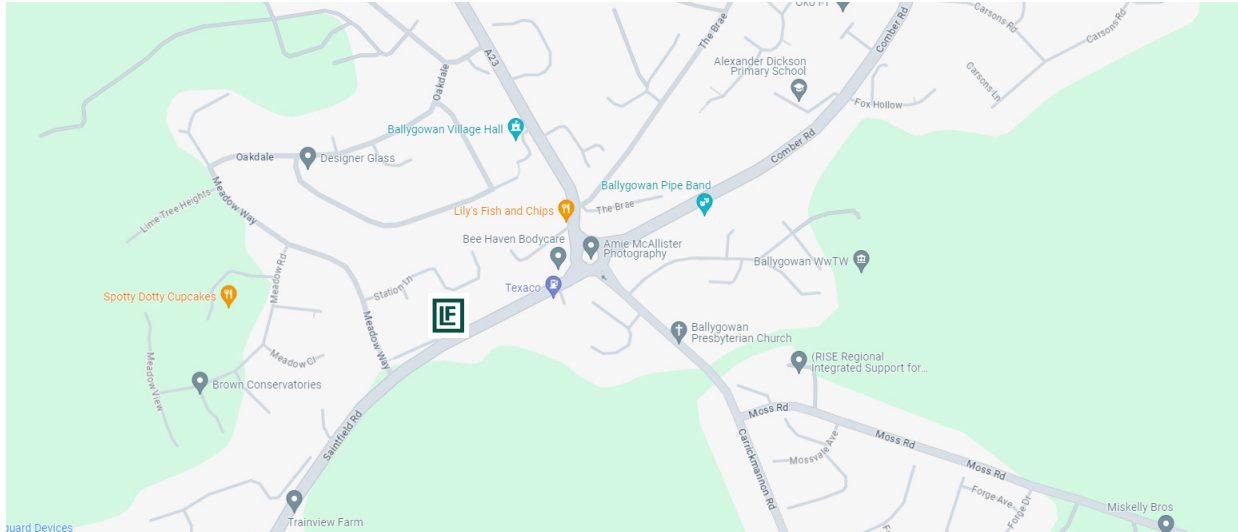 Oku FT
Carsons Rd
Carsons Rd
Comber Rd
The Brae
A23
Alexander Dickson
Primary School
Carsons Ln
Oakdale
Fox Hollow
Ballygowan Village Hall
Comber Rd
Oakdale
Designer Glass
Ballygowan Pipe Band
Meadow Way
Lime Tree Heights
Lily's Fish and Chips
The Brae
Bee Haven Bodycare
Amie McAllister
Photography
Ballygowan WwTW
Meadow Rd
Station Ln
Texaco
Spotty Dotty Cupcakes
LE
Meadow Way
Ballygowan
Presbyterian Church
Meadow Cl
Meadow View
(RISE Regional
Integrated Support for...
Brown Conservatories
Moss Rd
Saintfield Rd
Moss Rd
Carrickmannon Rd
Mossvale Ave
Moss Rd
Forge Ave
Forge Dr
Miskelly Bros
Trainview Farm
guard Devices